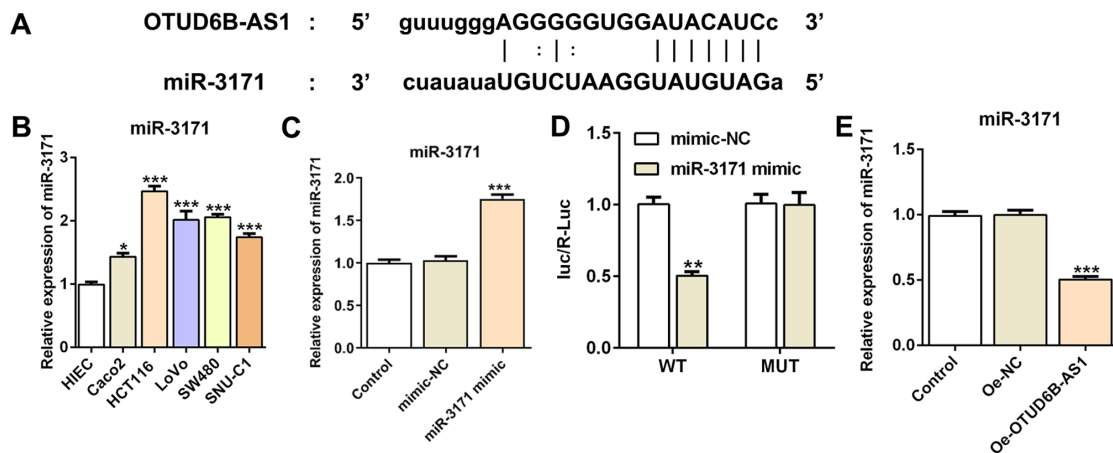 A
OTUD6B-AS1 : 5’ guuugggAGGGGGUGGAUACAUCc 3’
| : | : | | | | | | |
miR-3171 : 3’ cuauauaUGUCUAAGGUAUGUAGa 5’
B
miR-3171
Relative expression of miR-3171
3
2
1
0
*
***
***
***
***
HIEC
Caco2
HCT116
LoVo
SW480
SNU-C1
C
miR-3171
Relative expression of miR-3171
2.0
1.5
1.0
0.5
0.0
***
Control
mimic-NC
miR-3171 mimic
D
mimic-NC
miR-3171 mimic
luc/R-Luc
1.5
1.0
0.5
0.0
**
WT
MUT
E
miR-3171
Relative expression of miR-3171
1.5
1.0
0.5
0.0
***
Control
Oe-NC
Oe-OTUD6B-AS1